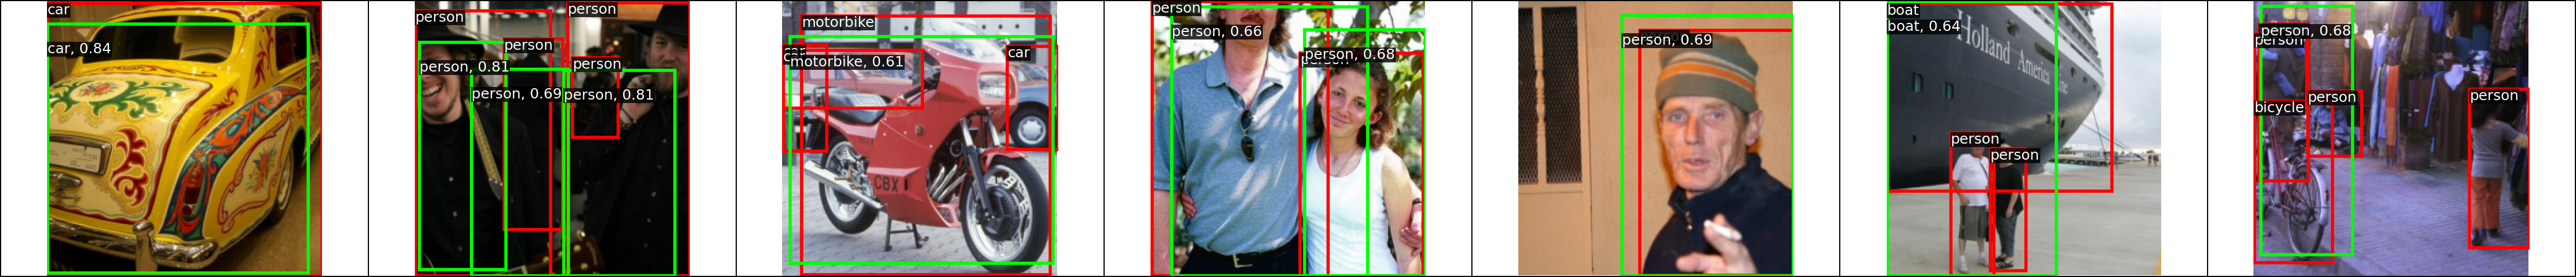 car
car, 0.84
person
person
person
person
person, 0.81
person, 0.69
person, 0.81
motorbike
car
motorbike, 0.61
CBX
person
person, 0.66
person, 0.68
person, 0.69
boat
boat, 0.64
Holland America Line
person
person
person, 0.68
person
bicycle
person
person